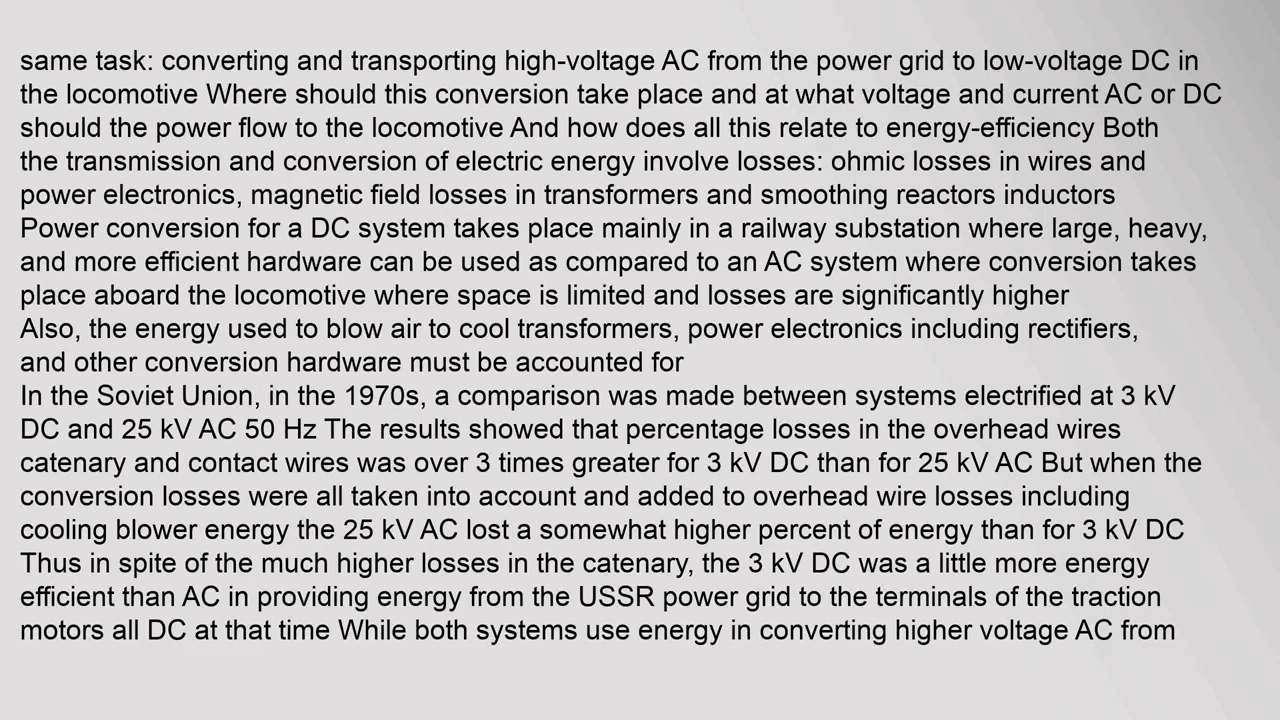 same task: converting and transporting high-voltage AC from the power grid to low-voltage DC in
the locomotive Where should this conversion take place and at what voltage and current AC or DC
should the power flow to the locomotive And how does all this relate to energy-efficiency Both
the transmission and conversion of electric energy involve losses: ohmic losses in wires and
power electronics, magnetic field losses in transformers and smoothing reactors inductors
Power conversion for a DC system takes place mainly in a railway substation where large, heavy,
and more efficient hardware can be used as compared to an AC system where conversion takes
place aboard the locomotive where space is limited and losses are significantly higher
Also, the energy used to blow air to cool transformers, power electronics including rectifiers,
and other conversion hardware must be accounted for
In the Soviet Union, in the 1970s, a comparison was made between systems electrified at 3 kV
DC and 25 kV AC 50 Hz The results showed that percentage losses in the overhead wires
catenary and contact wires was over 3 times greater for 3 kV DC than for 25 kV AC But when the
conversion losses were all taken into account and added to overhead wire losses including
cooling blower energy the 25 kV AC lost a somewhat higher percent of energy than for 3 kV DC
Thus in spite of the much higher losses in the catenary, the 3 kV DC was a little more energy
efficient than AC in providing energy from the USSR power grid to the terminals of the traction
motors all DC at that time While both systems use energy in converting higher voltage AC from